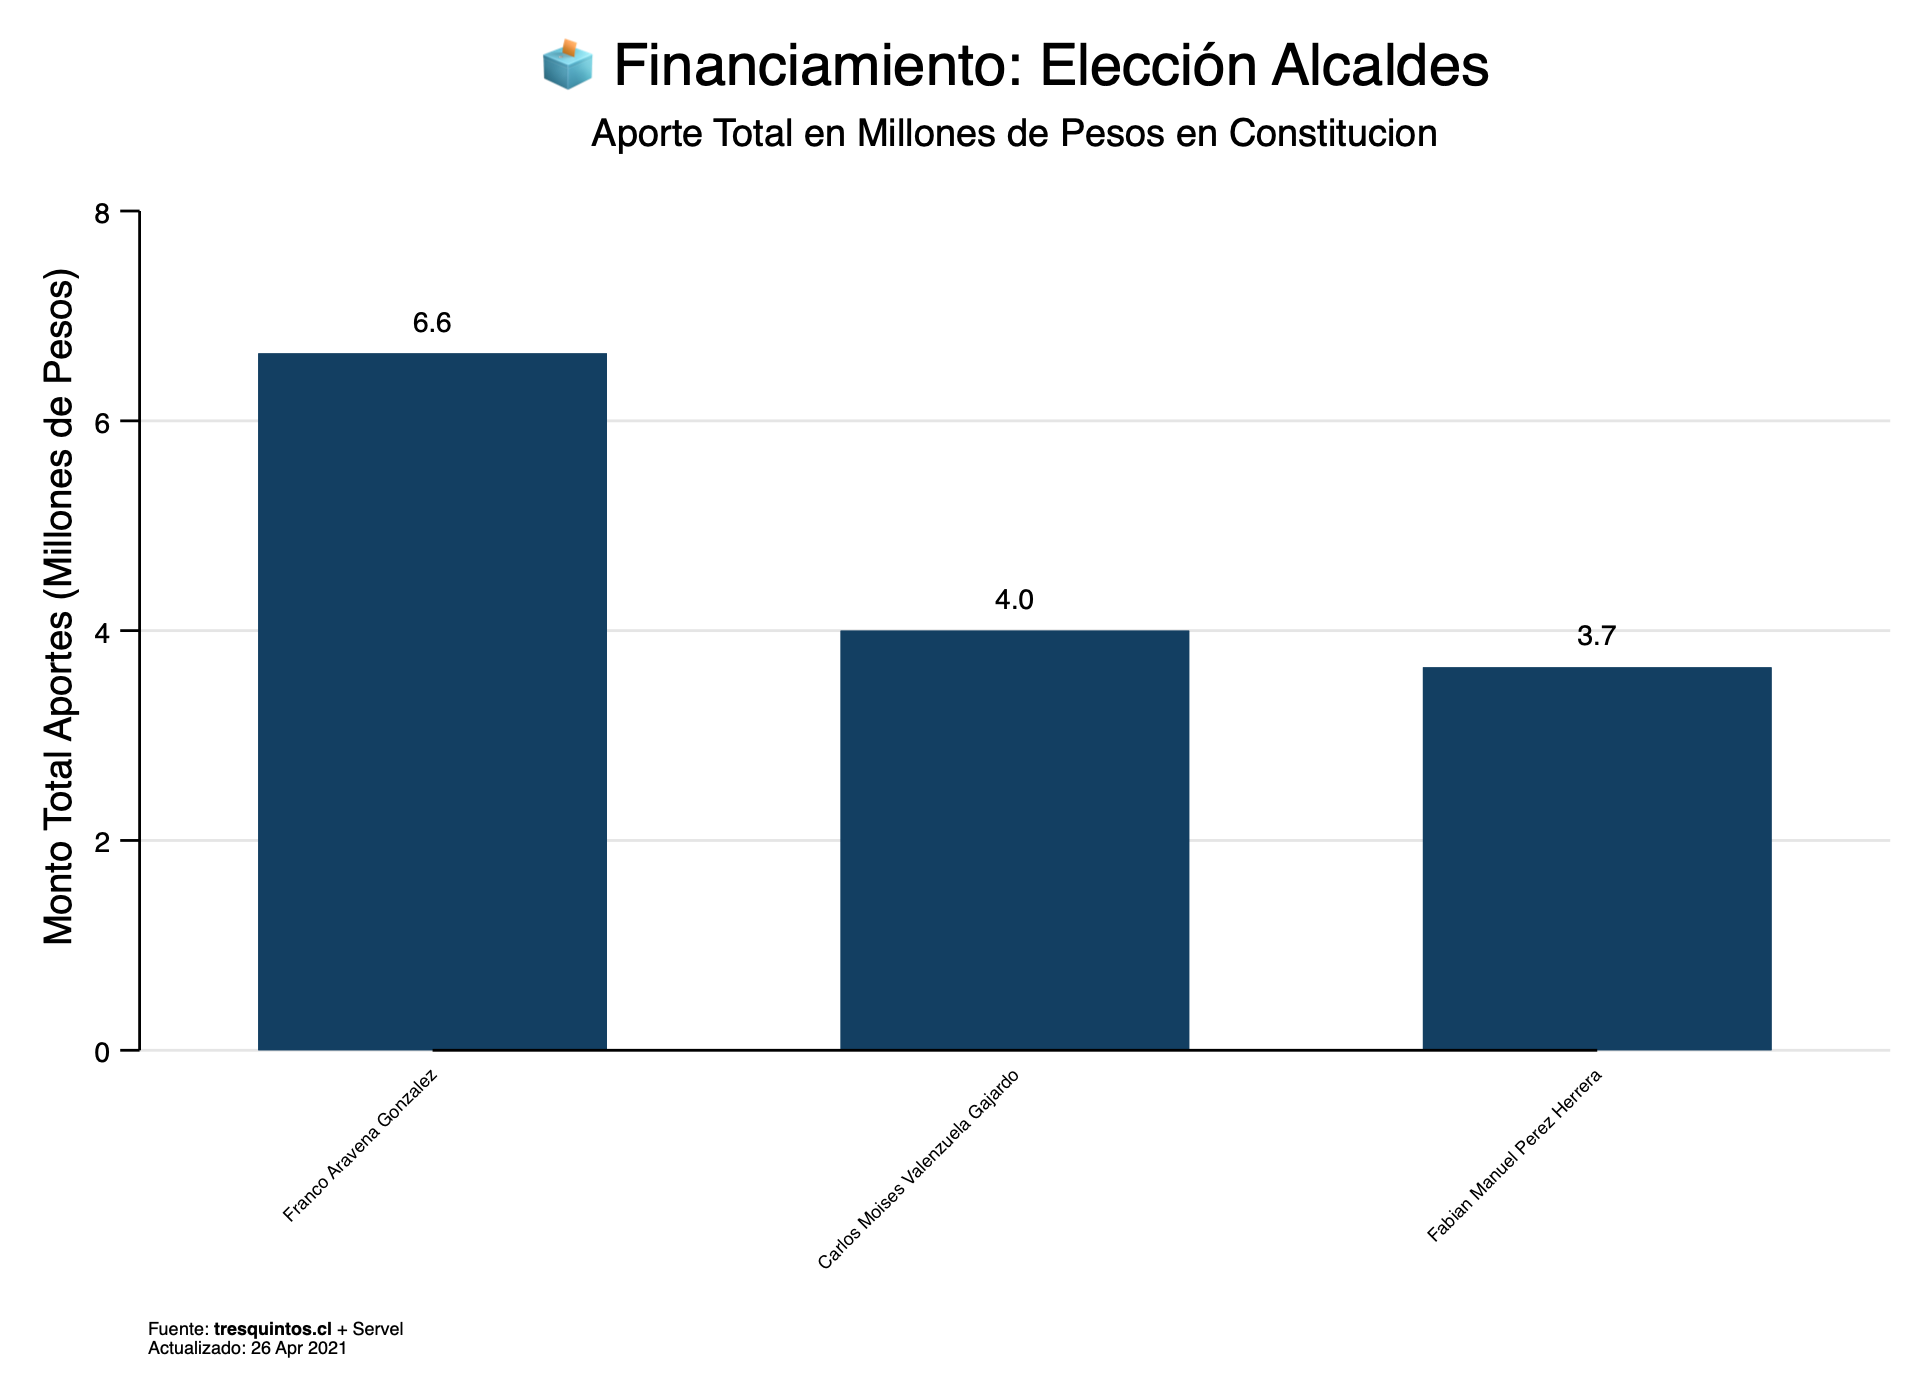 Financiamiento: Elección Alcaldes
Aporte Total en Millones de Pesos en Constitucion
Monto Total Aportes (Millones de Pesos)
8
6
4
2
0
6.6
4.0
3.7
Franco Aravena Gonzalez
Carlos Moises Valenzuela Gajardo
Fabian Manuel Perez Herrera
Fuente: tresquintos.cl + Servel
Actualizado: 26 Apr 2021